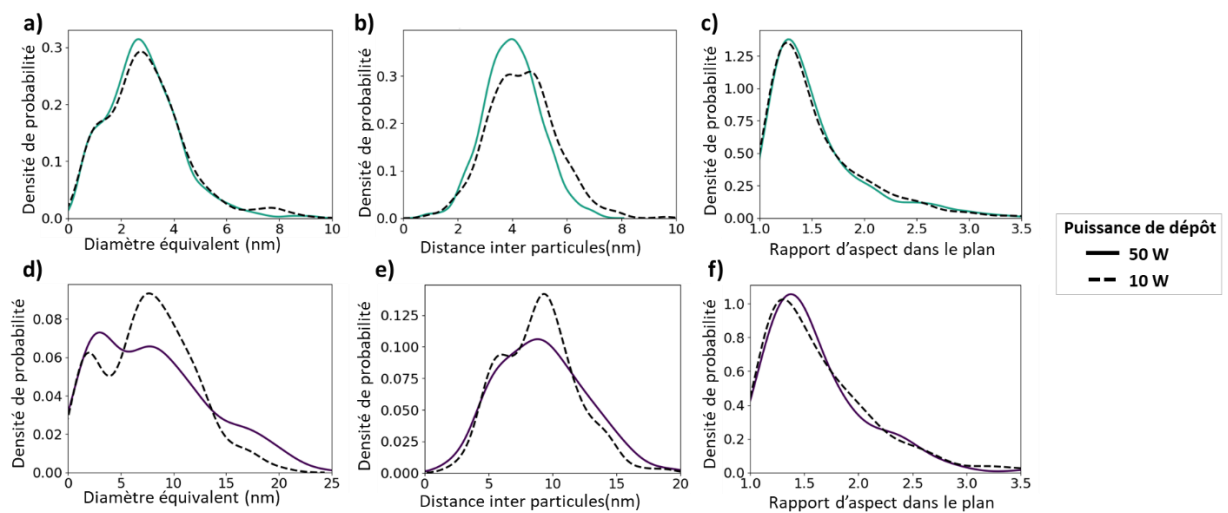 a)
b)
c)
Densité de probabilité
0.3
0.2
0.1
0.0
0 2 4 6 8 10
Diamètre équivalent (nm)
Densité de probabilité
0.3
0.2
0.1
0.0
0 2 4 6 8 10
Distance inter particules(nm)
Densité de probabilité
1.25
1.00
0.75
0.50
0.25
0.00
1.0 1.5 2.0 2.5 3.0 3.5
Rapport d'aspect dans le plan
Puissance de dépôt
50 W
10 W
d)
e)
f)
Densité de probabilité
0.08
0.06
0.04
0.02
0.00
0 5 10 15 20 25
Diamètre équivalent (nm)
Densité de probabilité
0.125
0.100
0.075
0.050
0.025
0.000
0 5 10 15 20
Distance inter particules(nm)
Densité de probabilité
1.0
0.8
0.6
0.4
0.2
0.0
1.0 1.5 2.0 2.5 3.0 3.5
Rapport d'aspect dans le plan